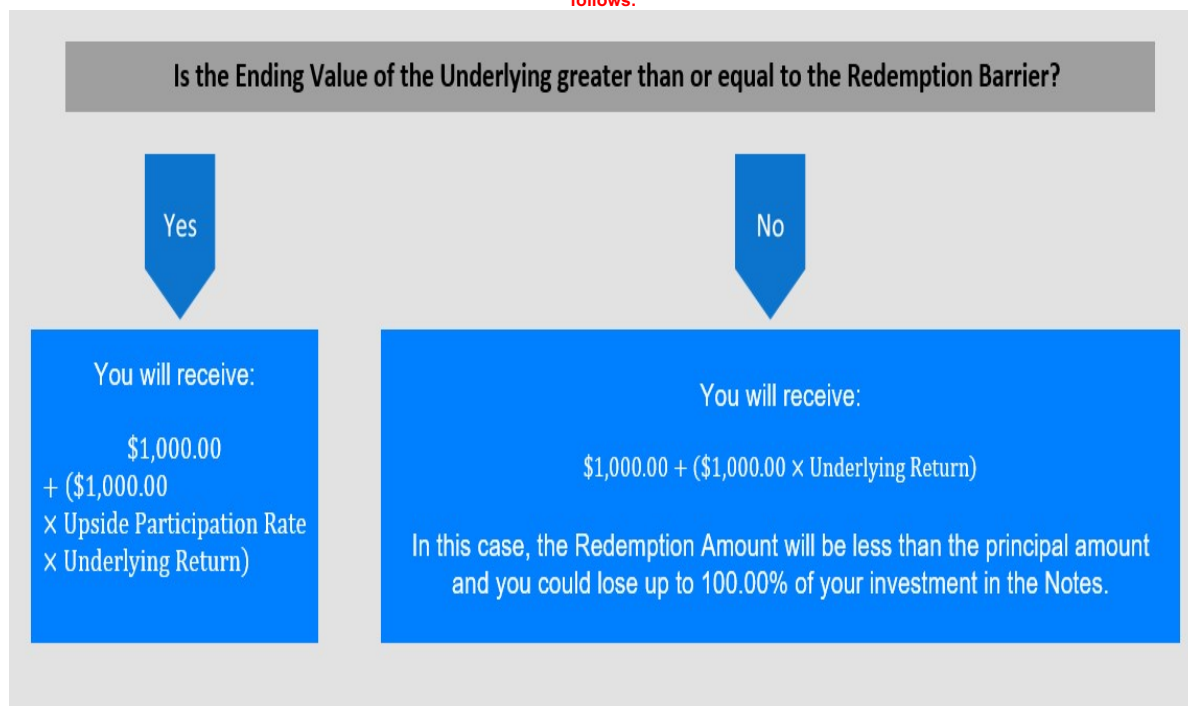 follows:
Is the Ending Value of the Underlying greater than or equal to the Redemption Barrier?
Yes
No
You will receive:
$1,000.00
+ ($1,000.00
× Upside Participation Rate
× Underlying Return)
You will receive:
$1,000.00 + ($1,000.00 × Underlying Return)
In this case, the Redemption Amount will be less than the principal amount
and you could lose up to 100.00% of your investment in the Notes.